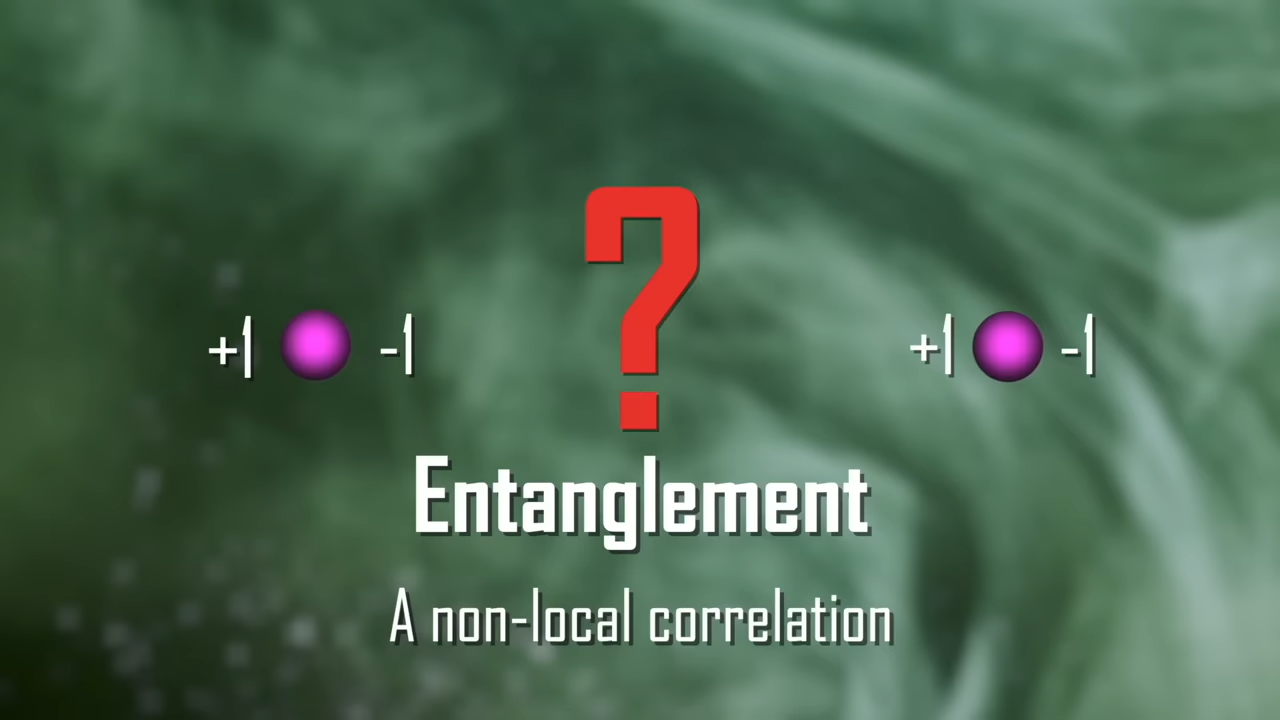 ?
+1 -1 +1 -1
Entanglement
A non-local correlation